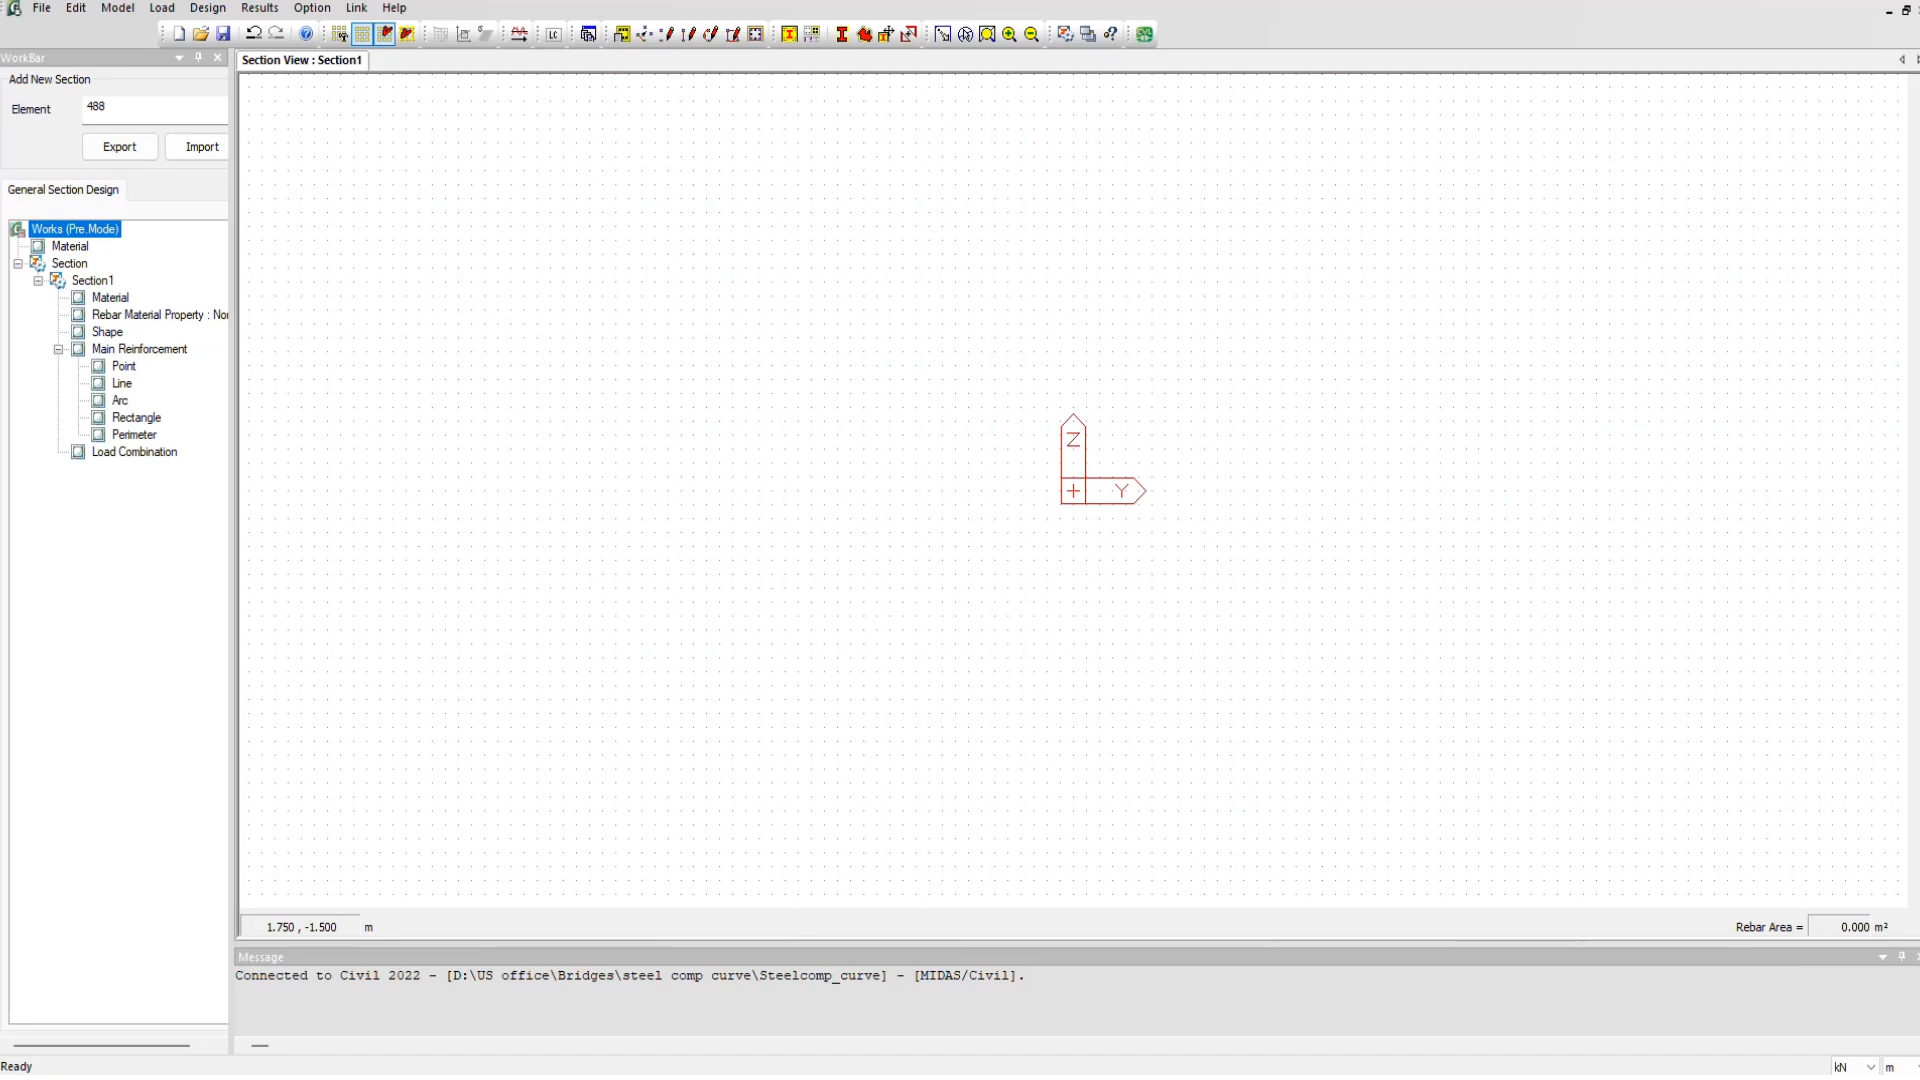 File Edit Model Load Design Results Option Link Help
LC
WorkBar
Section View : Section1
Add New Section
Element 488
Export Import
General Section Design
Works (Pre.Mode)
Material
Section
Section1
Material
Rebar Material Property : Nor
Shape
Main Reinforcement
Point
Line
Arc
Rectangle
Perimeter
Load Combination
Z
Y
1.750 , -1.500 m
Rebar Area = 0.000 m²
Message
Connected to Civil 2022 - [D:\US office\Bridges\steel comp curve\Steelcomp_curve] - [MIDAS/Civil].
Ready
kN m